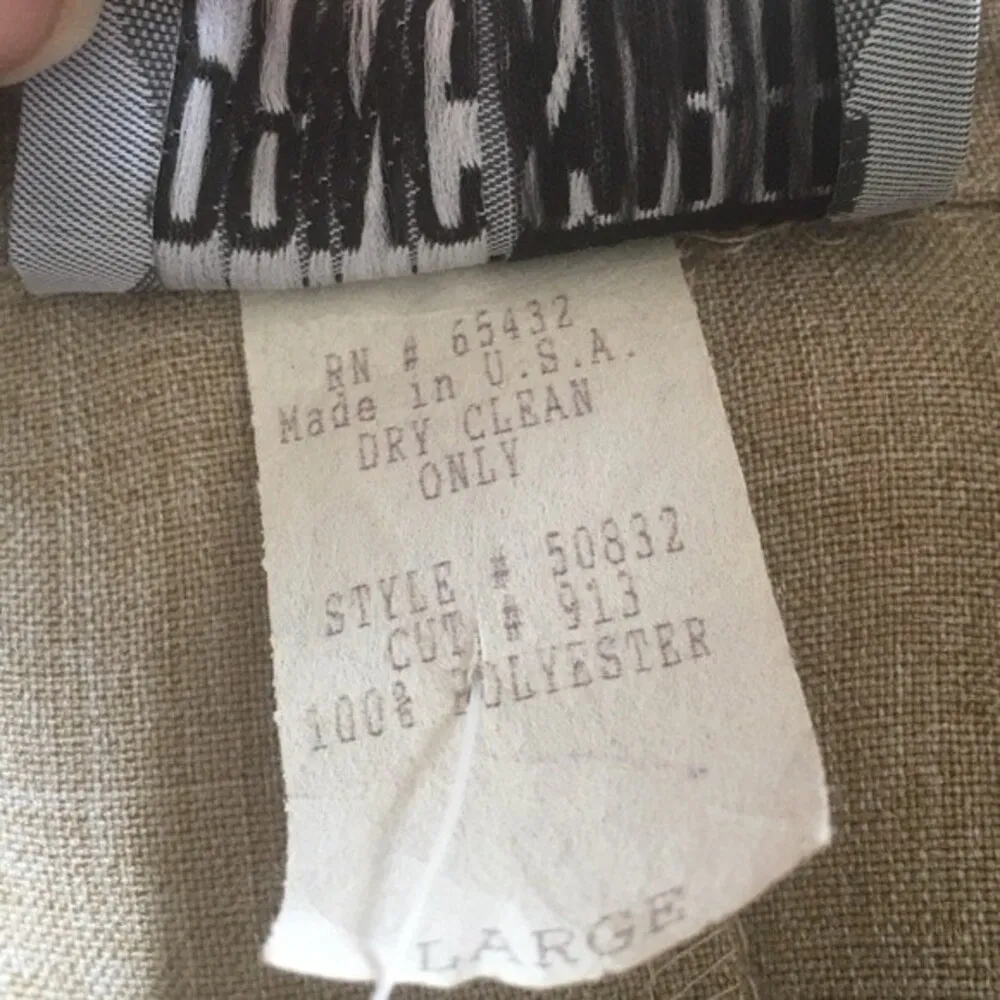 RN # 65432
Made in U.S.A.
DRY CLEAN
ONLY
STYLE # 50832
CUT # 913
100% POLYESTER
LARGE